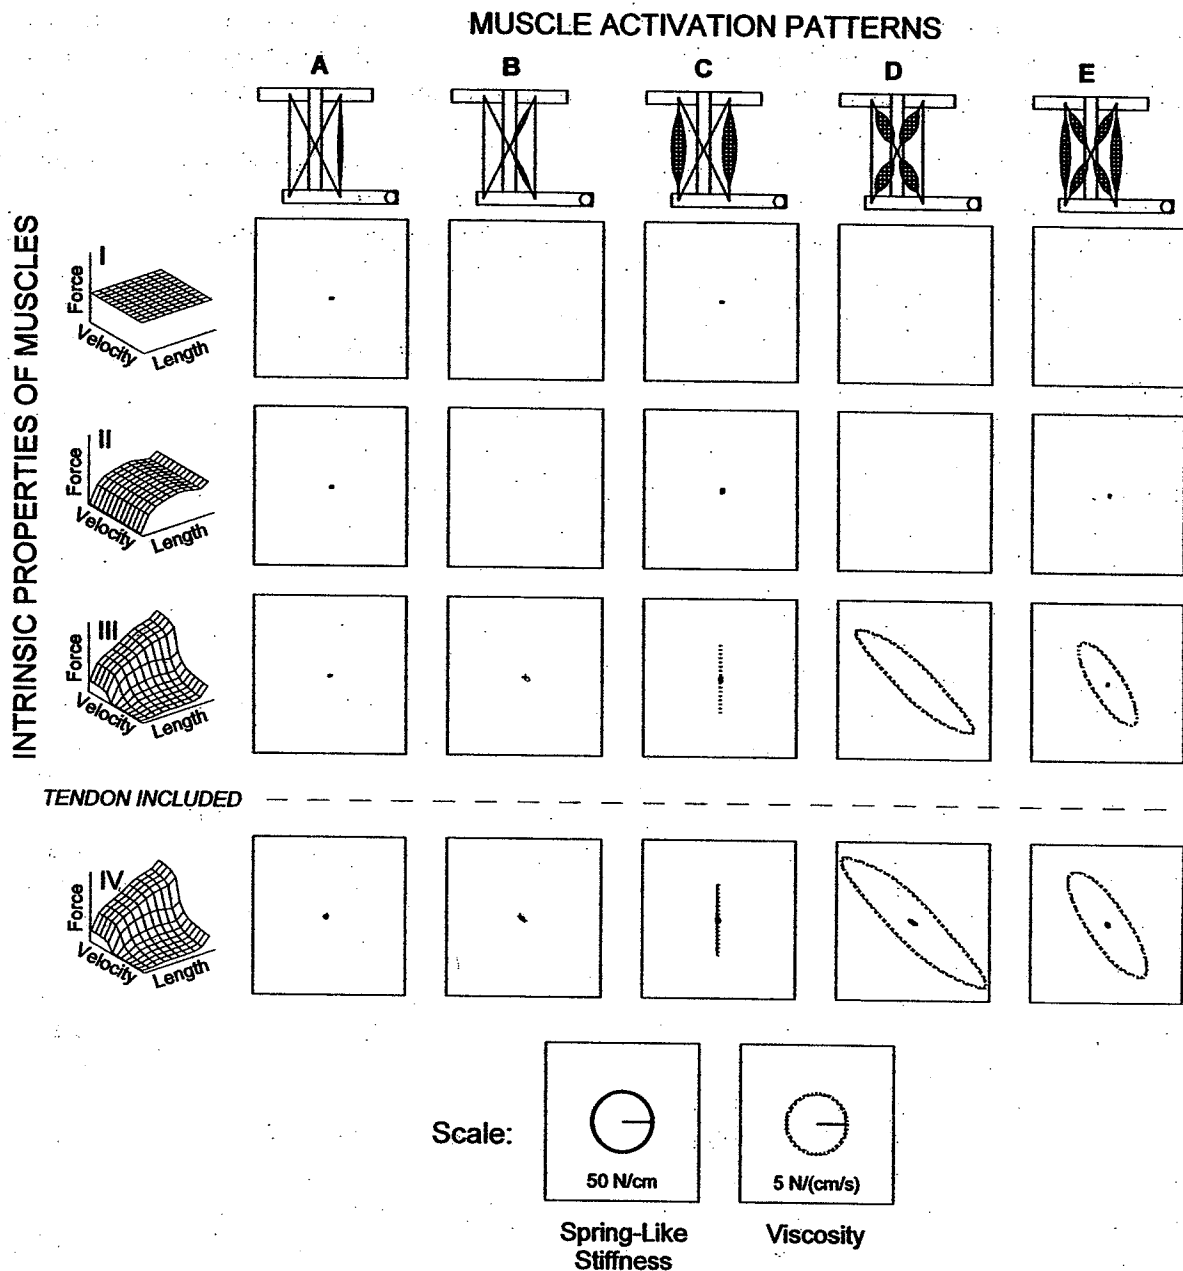 MUSCLE ACTIVATION PATTERNS
A B C D E
INTRINSIC PROPERTIES OF MUSCLES
I
Force
Velocity
Length
II
Force
Velocity
Length
III
Force
Velocity
Length
TENDON INCLUDED
IV
Force
Velocity
Length
Scale:
50 N/cm
5 N/(cm/s)
Spring-Like
Stiffness
Viscosity